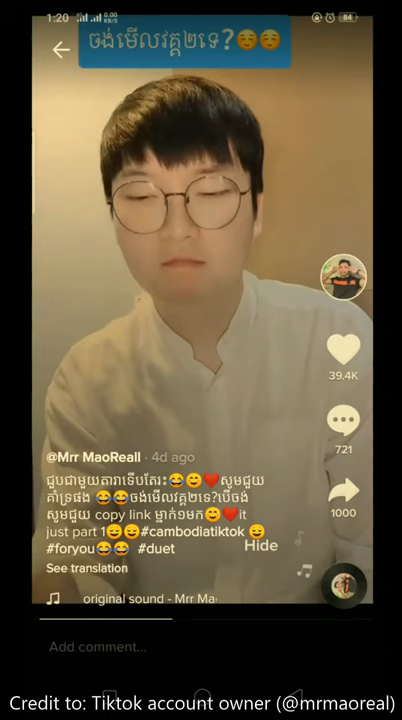 1:20 0.00 KB/S 84
ចង់មើលវគ្គ២ទេ?☺️☺️
39.4K
721
@Mrr MaoReall · 4d ago
ជួបជាមួយតារាទើបតែរះ😂😊❤️សូមជួយ
គាំទ្រផង 😂😂ចង់មើលវគ្គ២ទេ?បើចង់
សូមជួយ copy link ម្នាក់១មក😊❤️it
1000
just part 1😄😄#cambodiatiktok 😄
#foryou😂😂 #duet
Hide
See translation
original sound - Mrr Ma
Add comment...
Credit to: Tiktok account owner (@mrmaoreal)